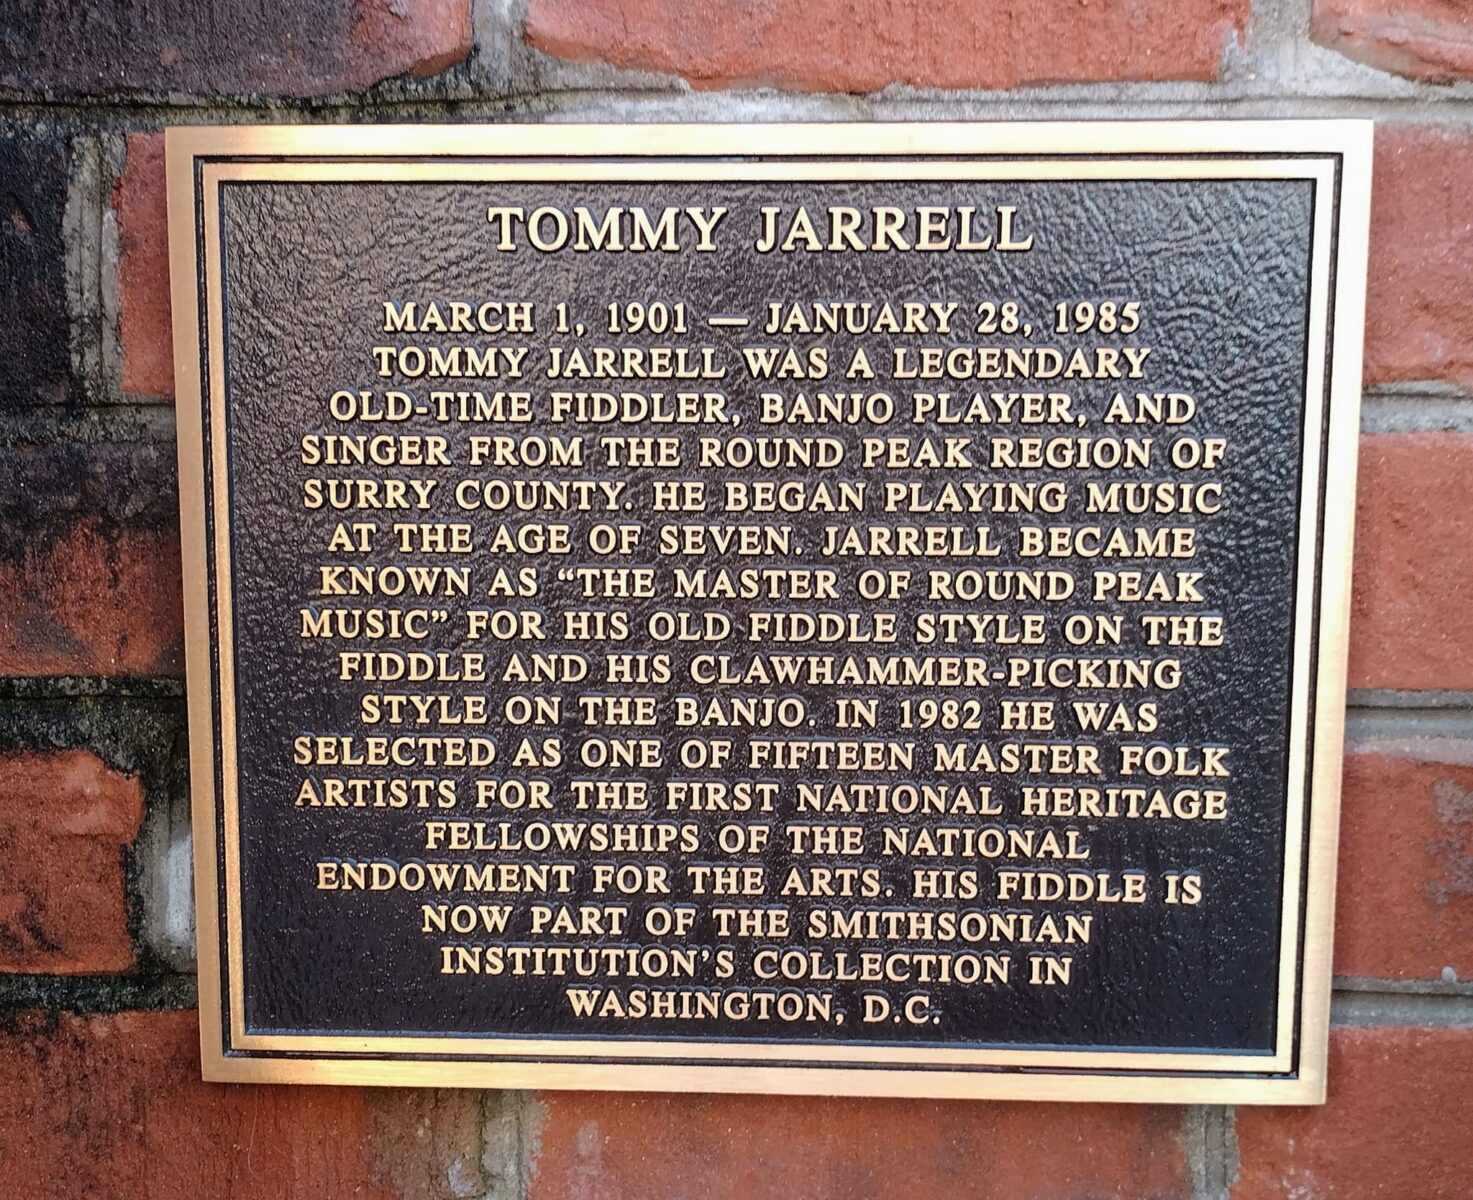 TOMMY JARRELL
MARCH 1, 1901 — JANUARY 28, 1985
TOMMY JARRELL WAS A LEGENDARY
OLD-TIME FIDDLER, BANJO PLAYER, AND
SINGER FROM THE ROUND PEAK REGION OF
SURRY COUNTY. HE BEGAN PLAYING MUSIC
AT THE AGE OF SEVEN. JARRELL BECAME
KNOWN AS “THE MASTER OF ROUND PEAK
MUSIC” FOR HIS OLD FIDDLE STYLE ON THE
FIDDLE AND HIS CLAWHAMMER-PICKING
STYLE ON THE BANJO. IN 1982 HE WAS
SELECTED AS ONE OF FIFTEEN MASTER FOLK
ARTISTS FOR THE FIRST NATIONAL HERITAGE
FELLOWSHIPS OF THE NATIONAL
ENDOWMENT FOR THE ARTS. HIS FIDDLE IS
NOW PART OF THE SMITHSONIAN
INSTITUTION’S COLLECTION IN
WASHINGTON, D.C.